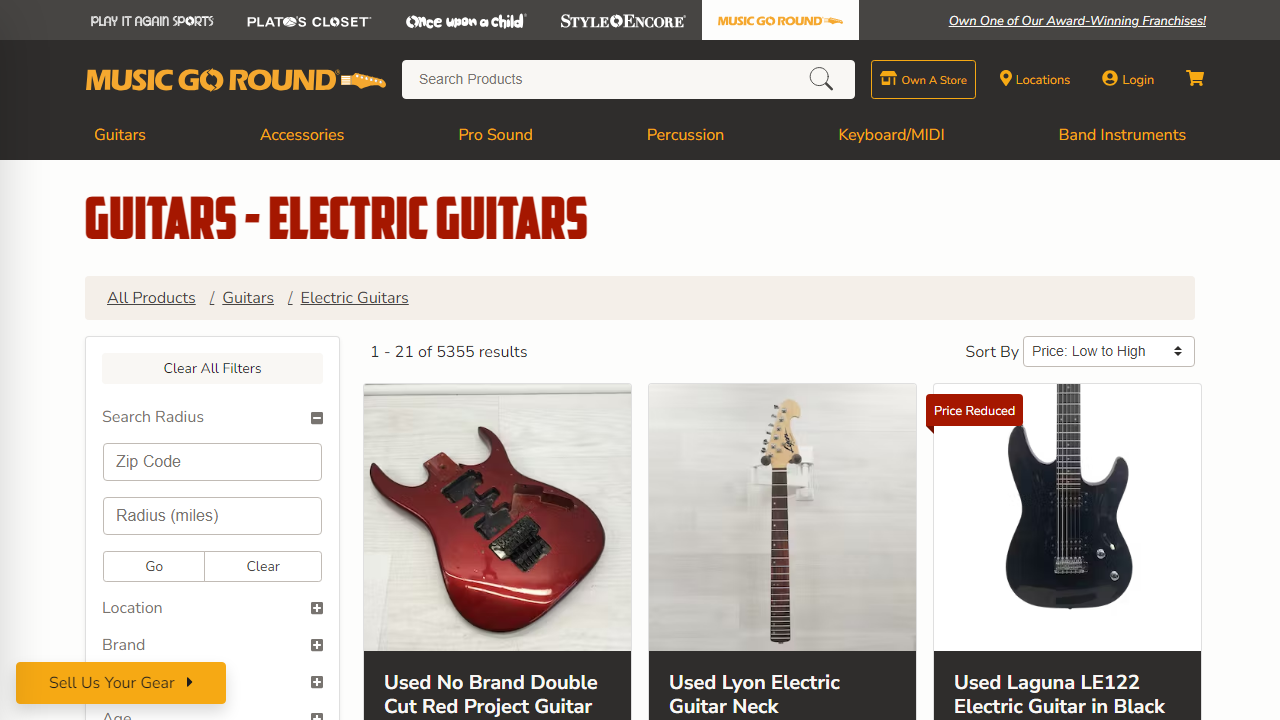 PLAY IT AGAIN SPORTS
PLATO'S CLOSET
Once upon a child
STYLE ENCORE
MUSIC GO ROUND
Own One of Our Award-Winning Franchises!
MUSIC GO ROUND
Search Products
Own A Store
Locations
Login
Guitars
Accessories
Pro Sound
Percussion
Keyboard/MIDI
Band Instruments
GUITARS - ELECTRIC GUITARS
All Products / Guitars / Electric Guitars
Clear All Filters
Search Radius
Zip Code
Radius (miles)
Go
Clear
Location
Brand
Age
Sell Us Your Gear
1 - 21 of 5355 results
Sort By Price: Low to High
Lyon
Used No Brand Double
Cut Red Project Guitar
Used Lyon Electric
Guitar Neck
Price Reduced
Used Laguna LE122
Electric Guitar in Black